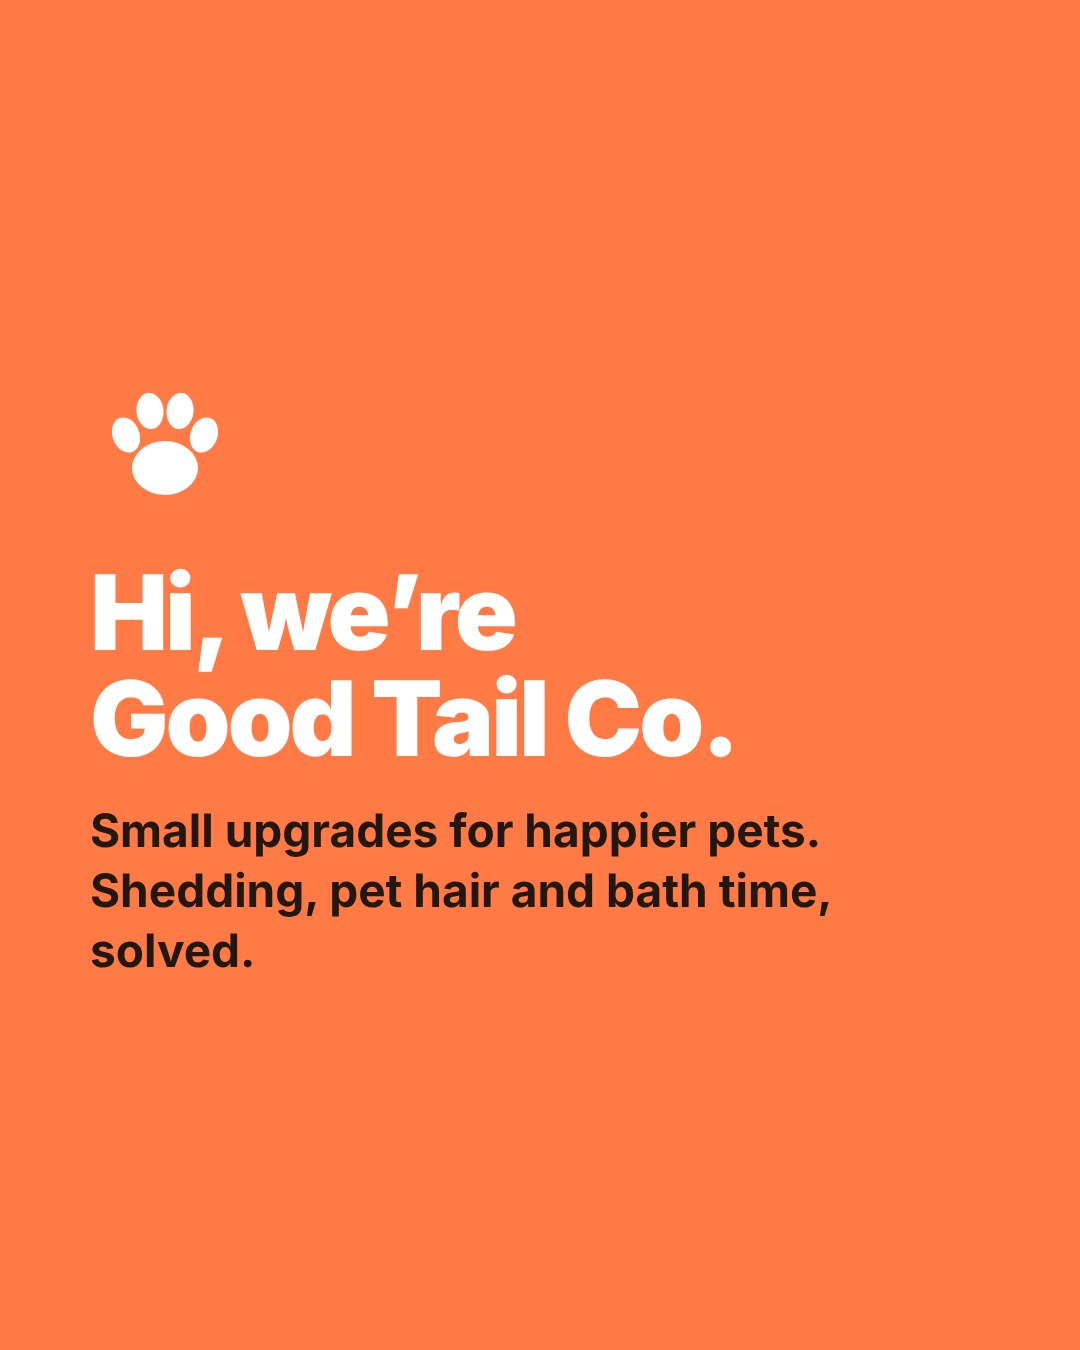 Hi, we’re
Good Tail Co.
Small upgrades for happier pets.
Shedding, pet hair and bath time,
solved.